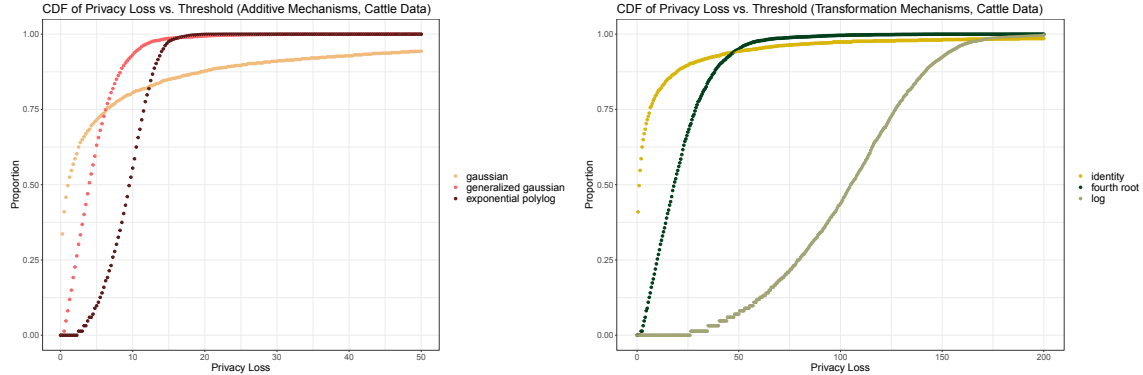 CDF of Privacy Loss vs. Threshold (Additive Mechanisms, Cattle Data)
1.00
0.75
0.50
0.25
0.00
Proportion
0
10
20
30
40
50
Privacy Loss
gaussian
generalized gaussian
exponential polylog
CDF of Privacy Loss vs. Threshold (Transformation Mechanisms, Cattle Data)
1.00
0.75
0.50
0.25
0.00
Proportion
0
50
100
150
200
Privacy Loss
identity
fourth root
log